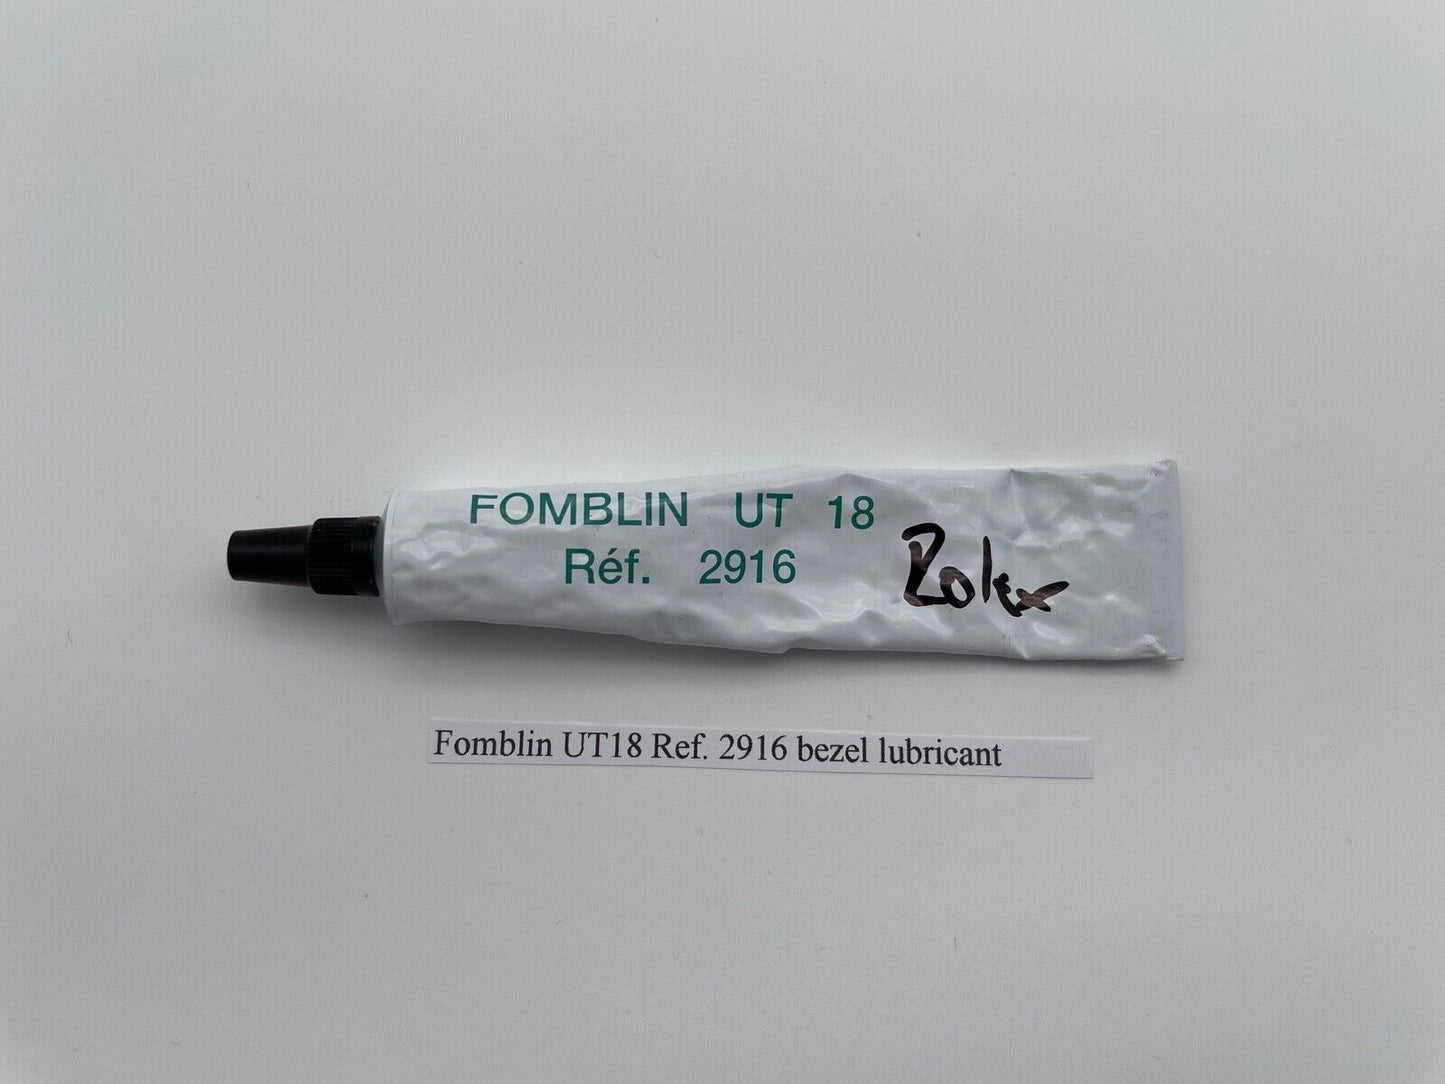 FOMBLIN UT 18
Réf. 2916
Rolex
Fomblin UT18 Ref. 2916 bezel lubricant